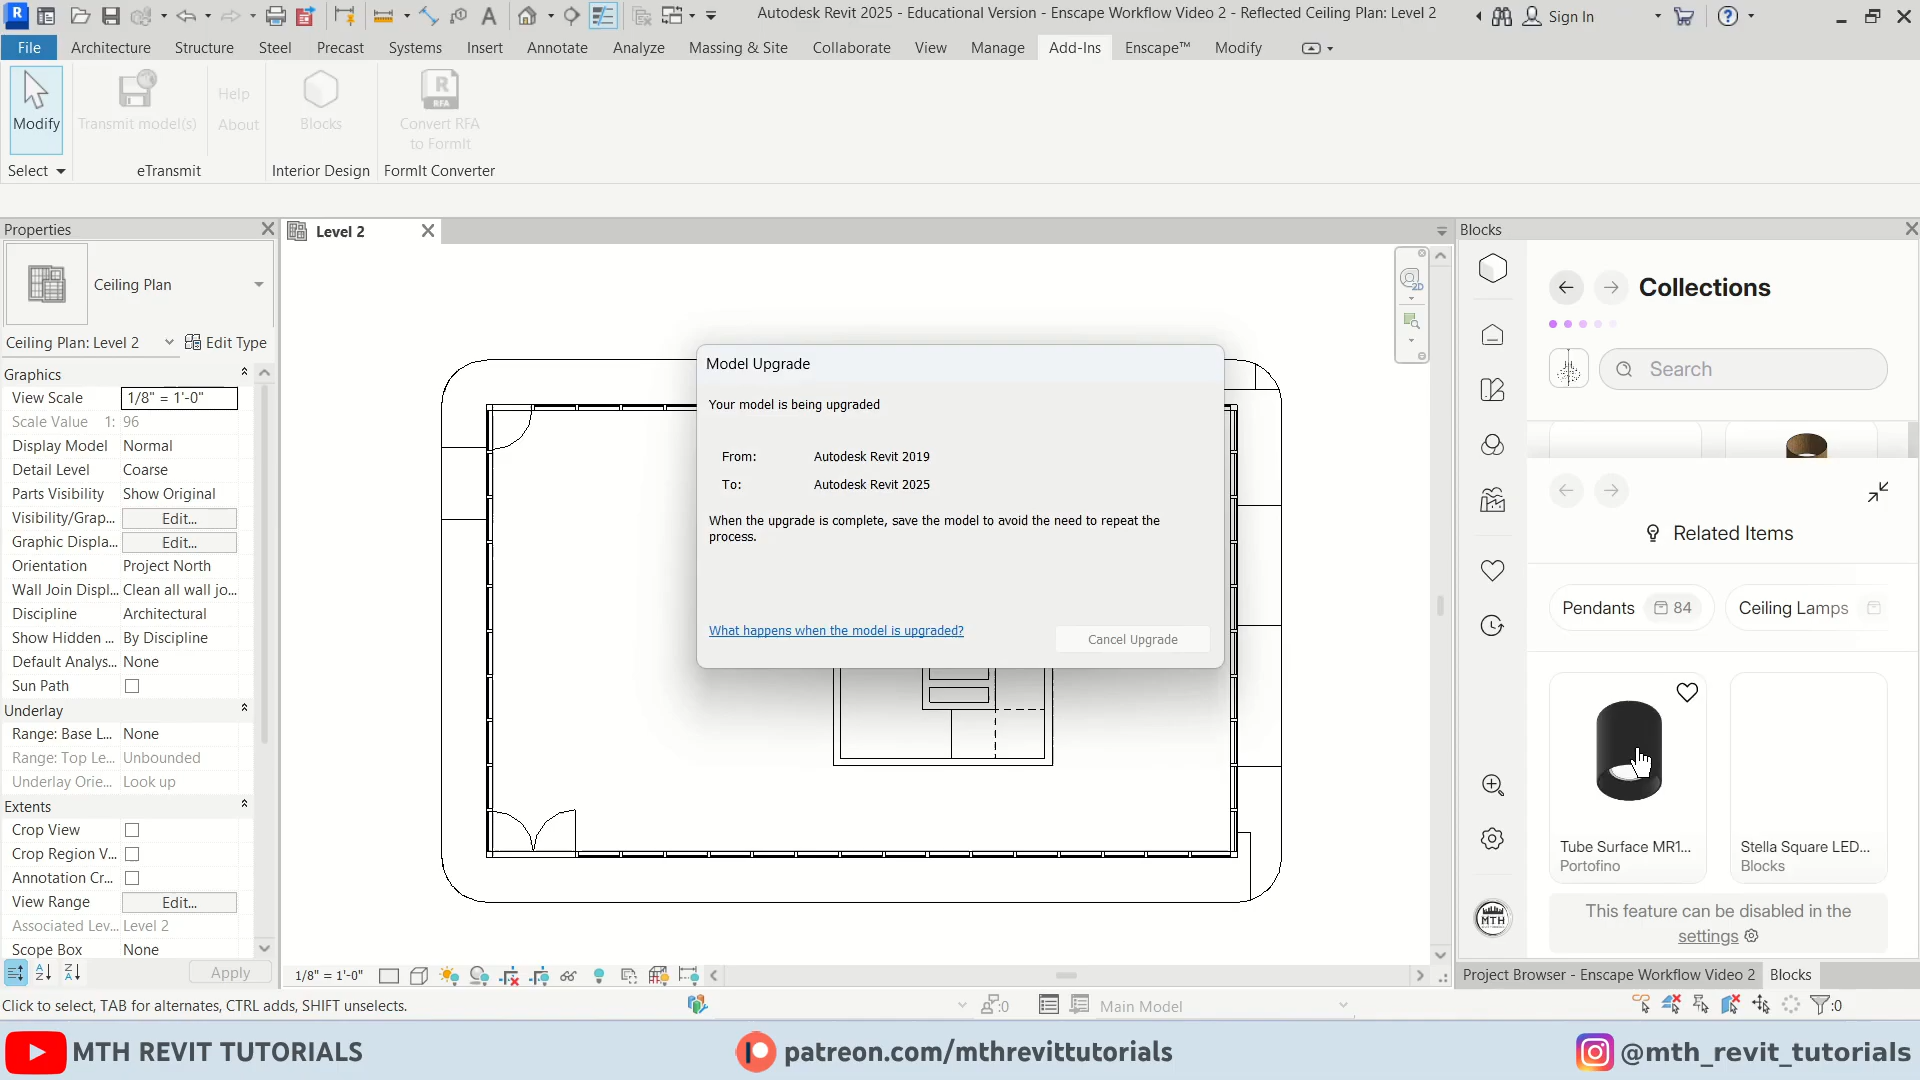 Autodesk Revit 2025 - Educational Version - Enscape Workflow Video 2 - Reflected Ceiling Plan: Level 2
Sign In
File
Architecture
Structure
Steel
Precast
Systems
Insert
Annotate
Analyze
Massing & Site
Collaborate
View
Manage
Add-Ins
Enscape™
Modify
Modify
Transmit model(s)
Help
About
Blocks
Convert RFA
to FormIt
Select
eTransmit
Interior Design
FormIt Converter
Properties
Level 2
Blocks
Ceiling Plan
Ceiling Plan: Level 2
Edit Type
Graphics
View Scale 1/8" = 1'-0"
Scale Value 1: 96
Display Model Normal
Detail Level Coarse
Parts Visibility Show Original
Visibility/Grap... Edit...
Graphic Displa... Edit...
Orientation Project North
Wall Join Displ... Clean all wall jo...
Discipline Architectural
Show Hidden ... By Discipline
Default Analys... None
Sun Path
Underlay
Range: Base L... None
Range: Top Le... Unbounded
Underlay Orie... Look up
Extents
Crop View
Crop Region V...
Annotation Cr...
View Range Edit...
Associated Lev... Level 2
Scope Box None
Apply
Model Upgrade
Your model is being upgraded
From: Autodesk Revit 2019
To: Autodesk Revit 2025
When the upgrade is complete, save the model to avoid the need to repeat the
process.
What happens when the model is upgraded?
Cancel Upgrade
2D
Collections
Search
Related Items
Pendants 84
Ceiling Lamps
Tube Surface MR1...
Portofino
Stella Square LED...
Blocks
This feature can be disabled in the
settings
MTH
1/8" = 1'-0"
Project Browser - Enscape Workflow Video 2
Blocks
Click to select, TAB for alternates, CTRL adds, SHIFT unselects.
:0
Main Model
:0
MTH REVIT TUTORIALS
patreon.com/mthrevittutorials
@mth_revit_tutorials